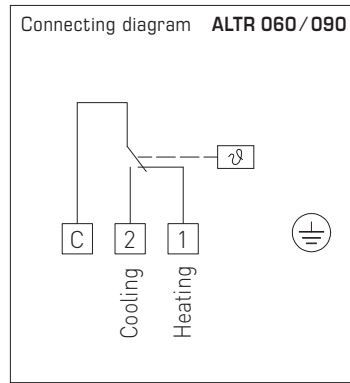 Connecting diagram ALTR 060/090
ϑ
C 2 1
Cooling
Heating